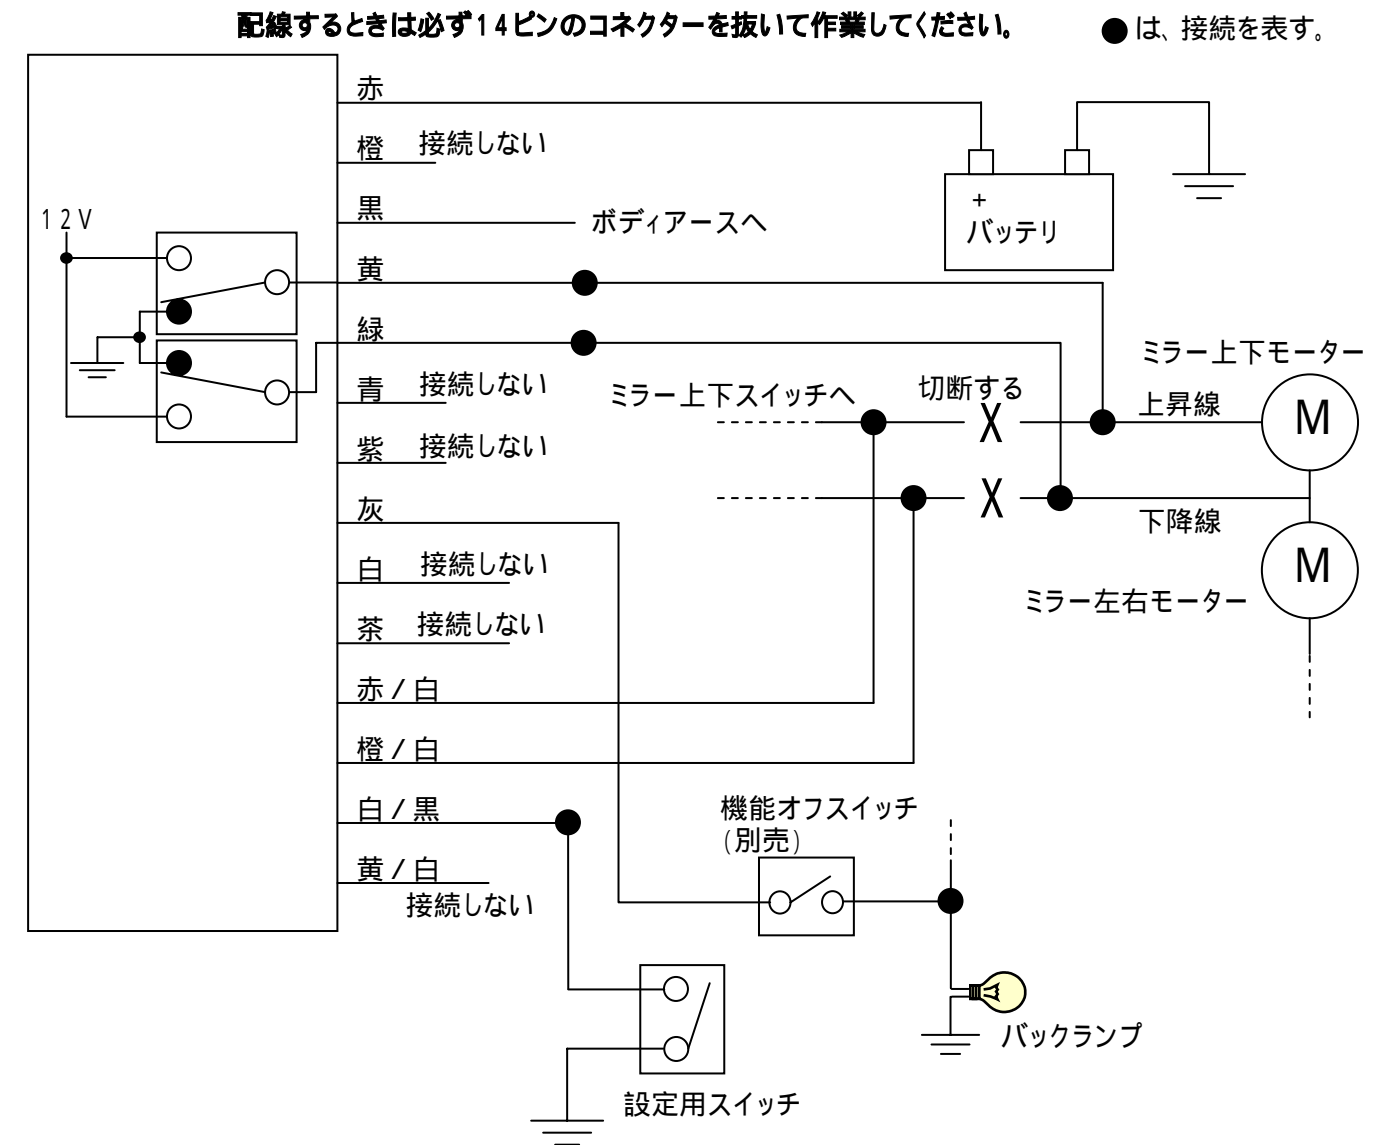 配線するときは必ず14ピンのコネクターを抜いて作業してください。
●は、接続を表す。
赤
橙 接続しない
黒 ボディアースへ
12V
+
バッテリ
黄
緑
青 接続しない
ミラー上下スイッチへ
切断する
ミラー上下モーター
上昇線
M
紫 接続しない
灰
下降線
M
白 接続しない
ミラー左右モーター
茶 接続しない
赤/白
橙/白
白/黒
機能オフスイッチ
(別売)
黄/白
接続しない
バックランプ
設定用スイッチ